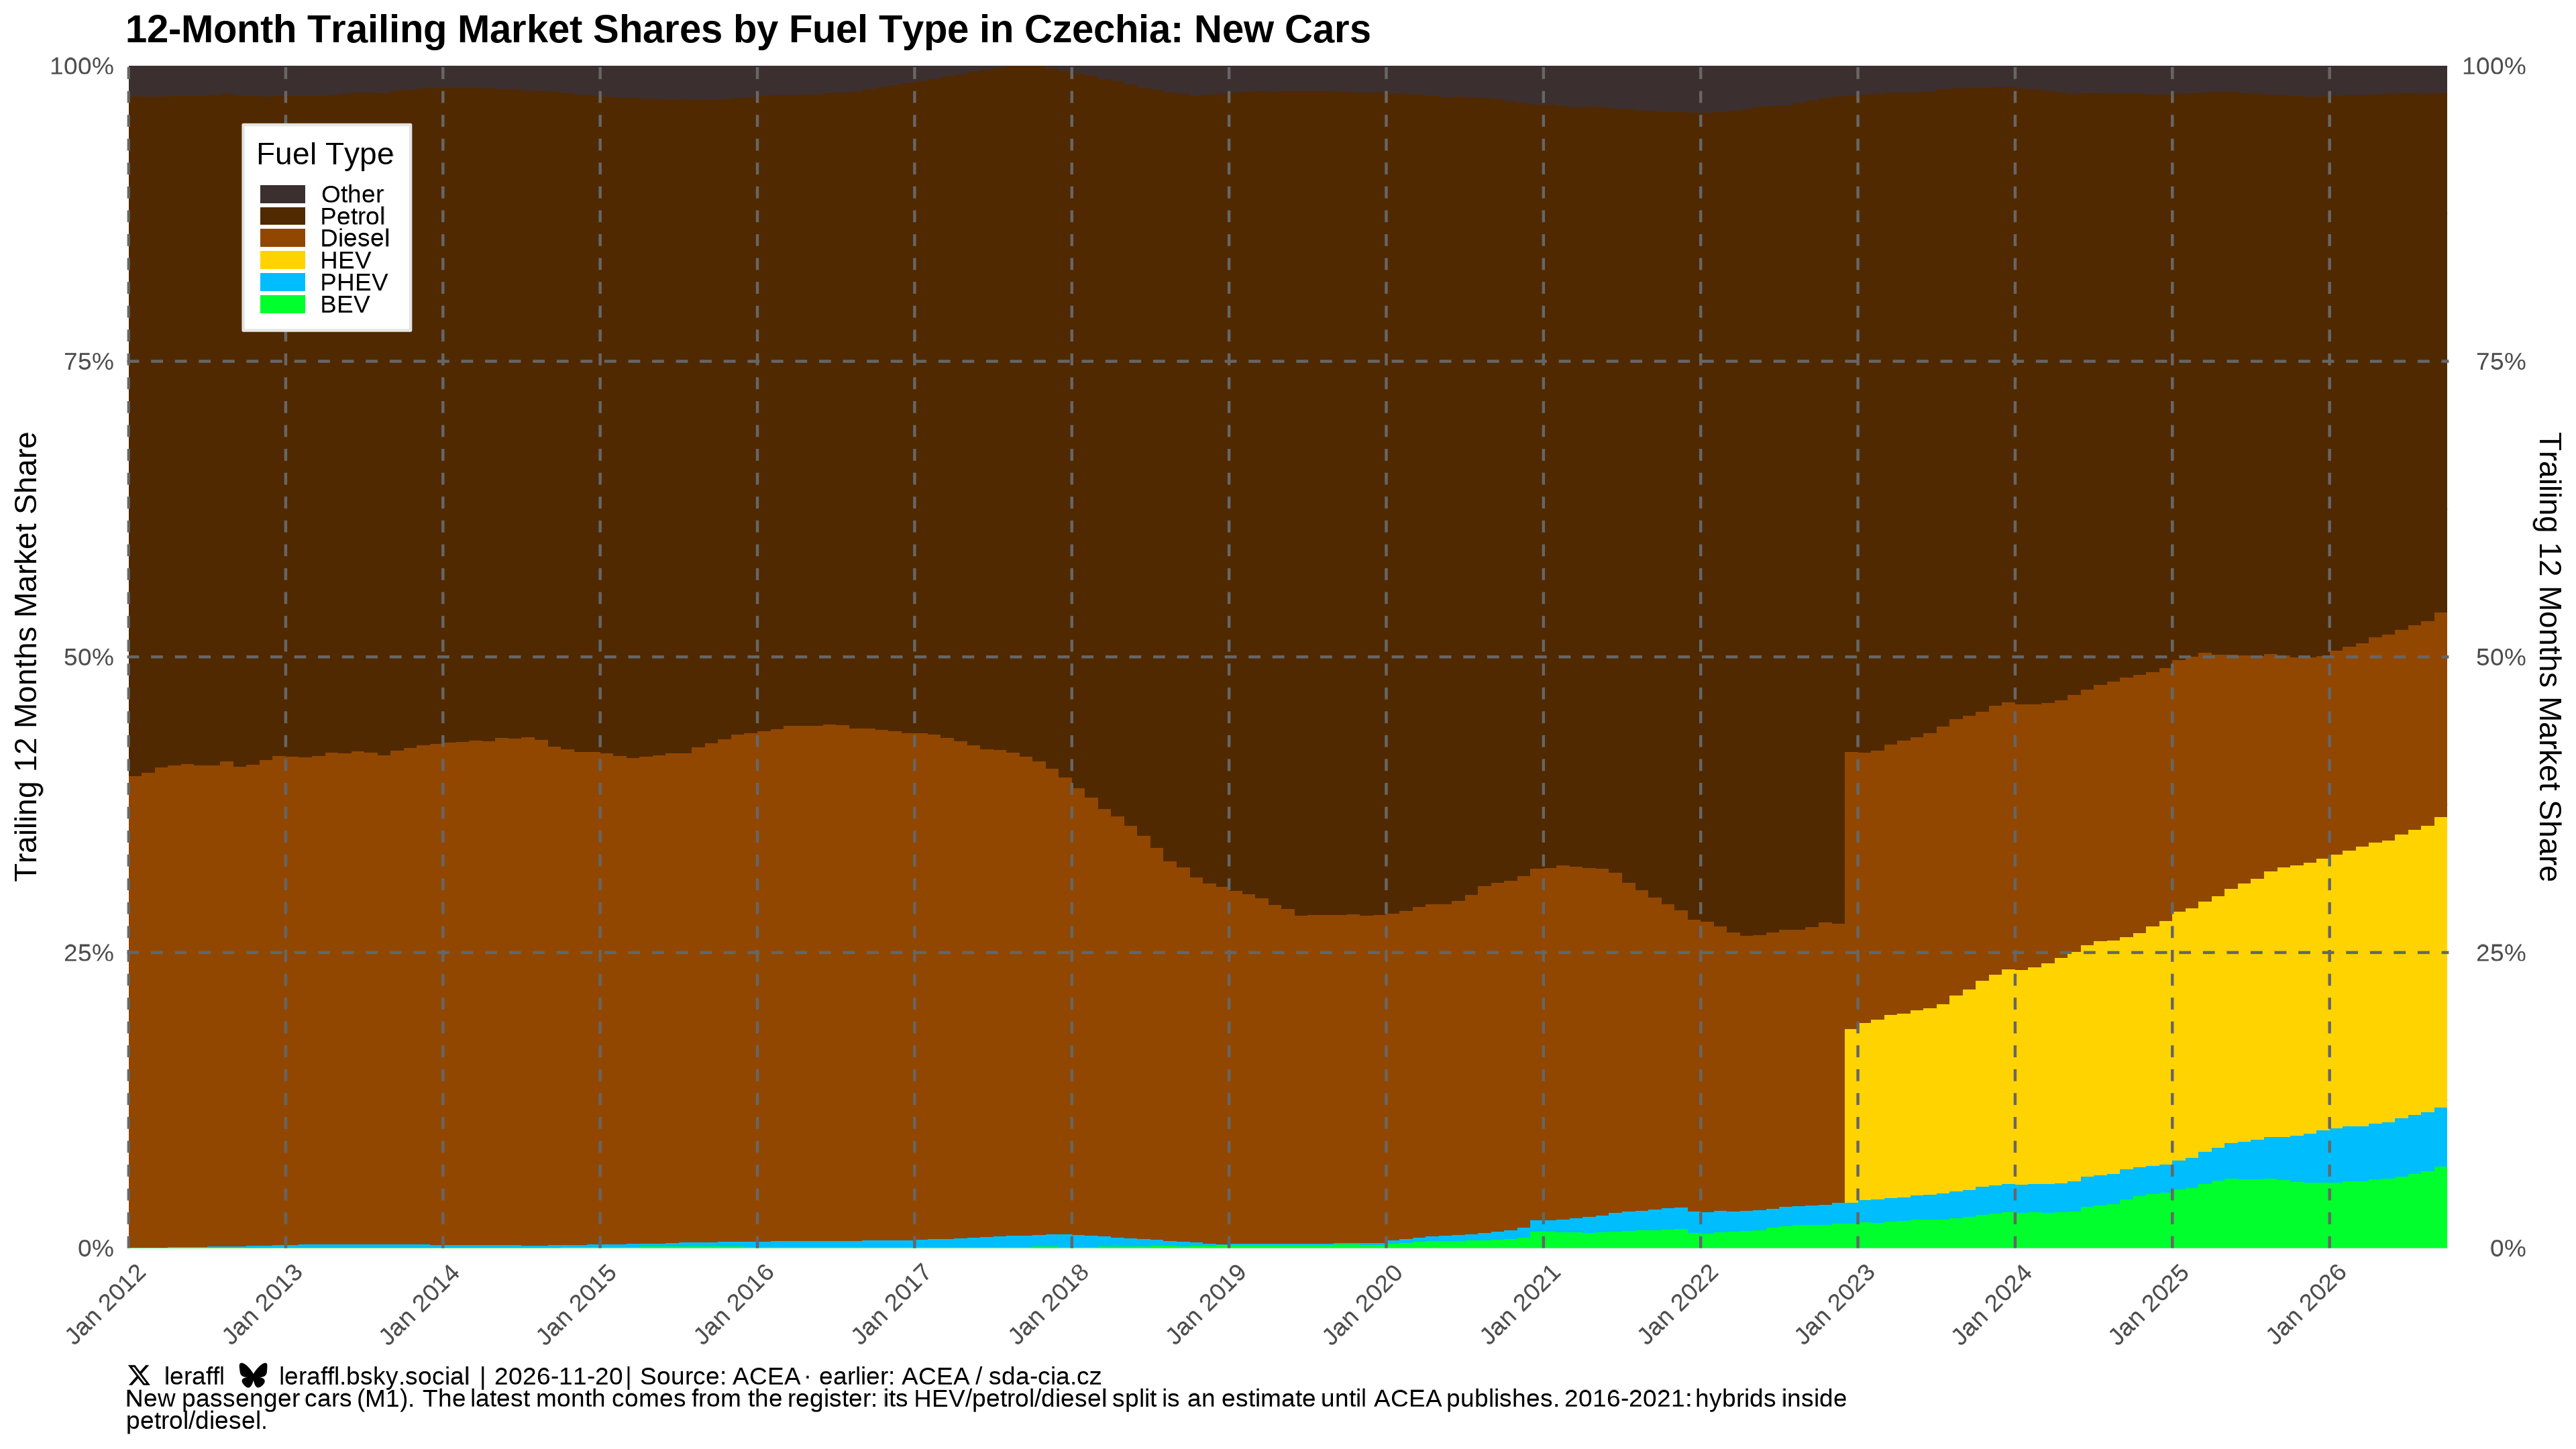 12-Month Trailing Market Shares by Fuel Type in Czechia: New Cars
100%
75%
50%
25%
0%
100%
75%
50%
25%
0%
Trailing 12 Months Market Share
Trailing 12 Months Market Share
Fuel Type
Other
Petrol
Diesel
HEV
PHEV
BEV
Jan 2012
Jan 2013
Jan 2014
Jan 2015
Jan 2016
Jan 2017
Jan 2018
Jan 2019
Jan 2020
Jan 2021
Jan 2022
Jan 2023
Jan 2024
Jan 2025
Jan 2026
leraffl leraffl.bsky.social | 2026-11-20| Source: ACEA · earlier: ACEA / sda-cia.cz
New passenger cars (M1). The latest month comes from the register: its HEV/petrol/diesel split is an estimate until ACEA publishes. 2016-2021: hybrids inside
petrol/diesel.